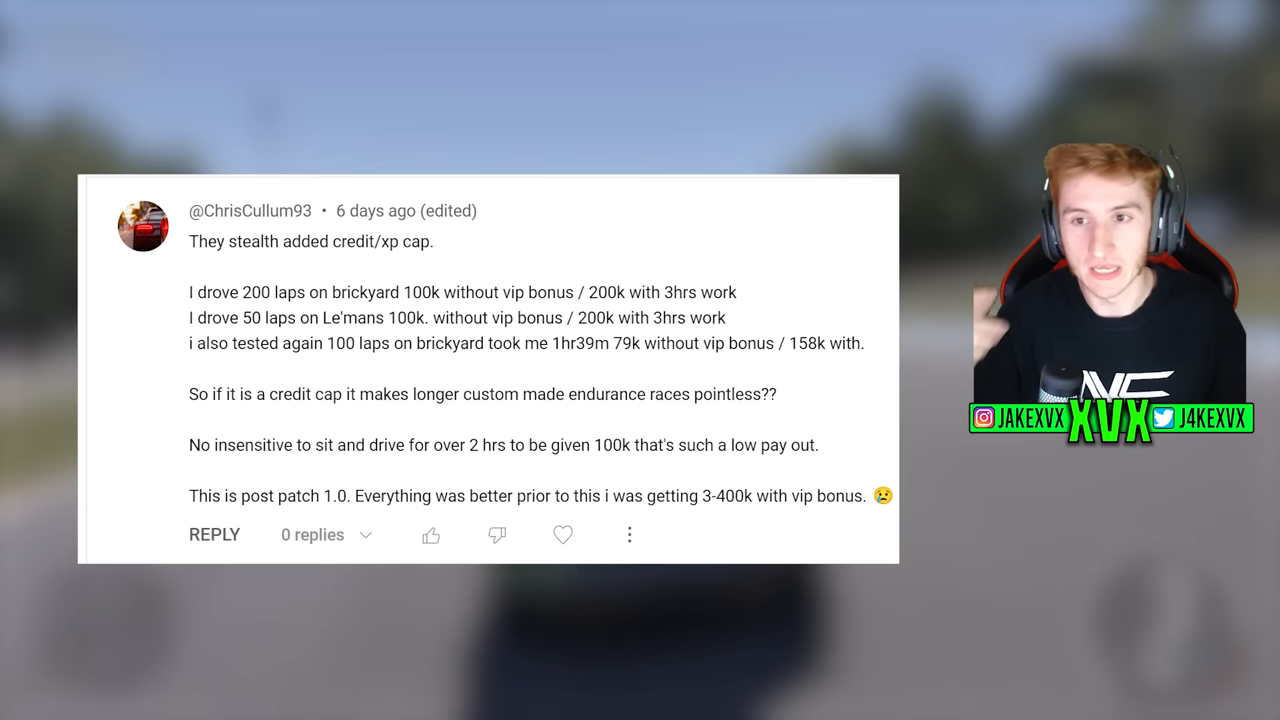 @ChrisCullum93 • 6 days ago (edited)
They stealth added credit/xp cap.
I drove 200 laps on brickyard 100k without vip bonus / 200k with 3hrs work
I drove 50 laps on Le'mans 100k. without vip bonus / 200k with 3hrs work
i also tested again 100 laps on brickyard took me 1hr39m 79k without vip bonus / 158k with.
So if it is a credit cap it makes longer custom made endurance races pointless??
No insensitive to sit and drive for over 2 hrs to be given 100k that's such a low pay out.
This is post patch 1.0. Everything was better prior to this i was getting 3-400k with vip bonus. 😢
REPLY 0 replies
JAKEXVX XVX J4KEXVX